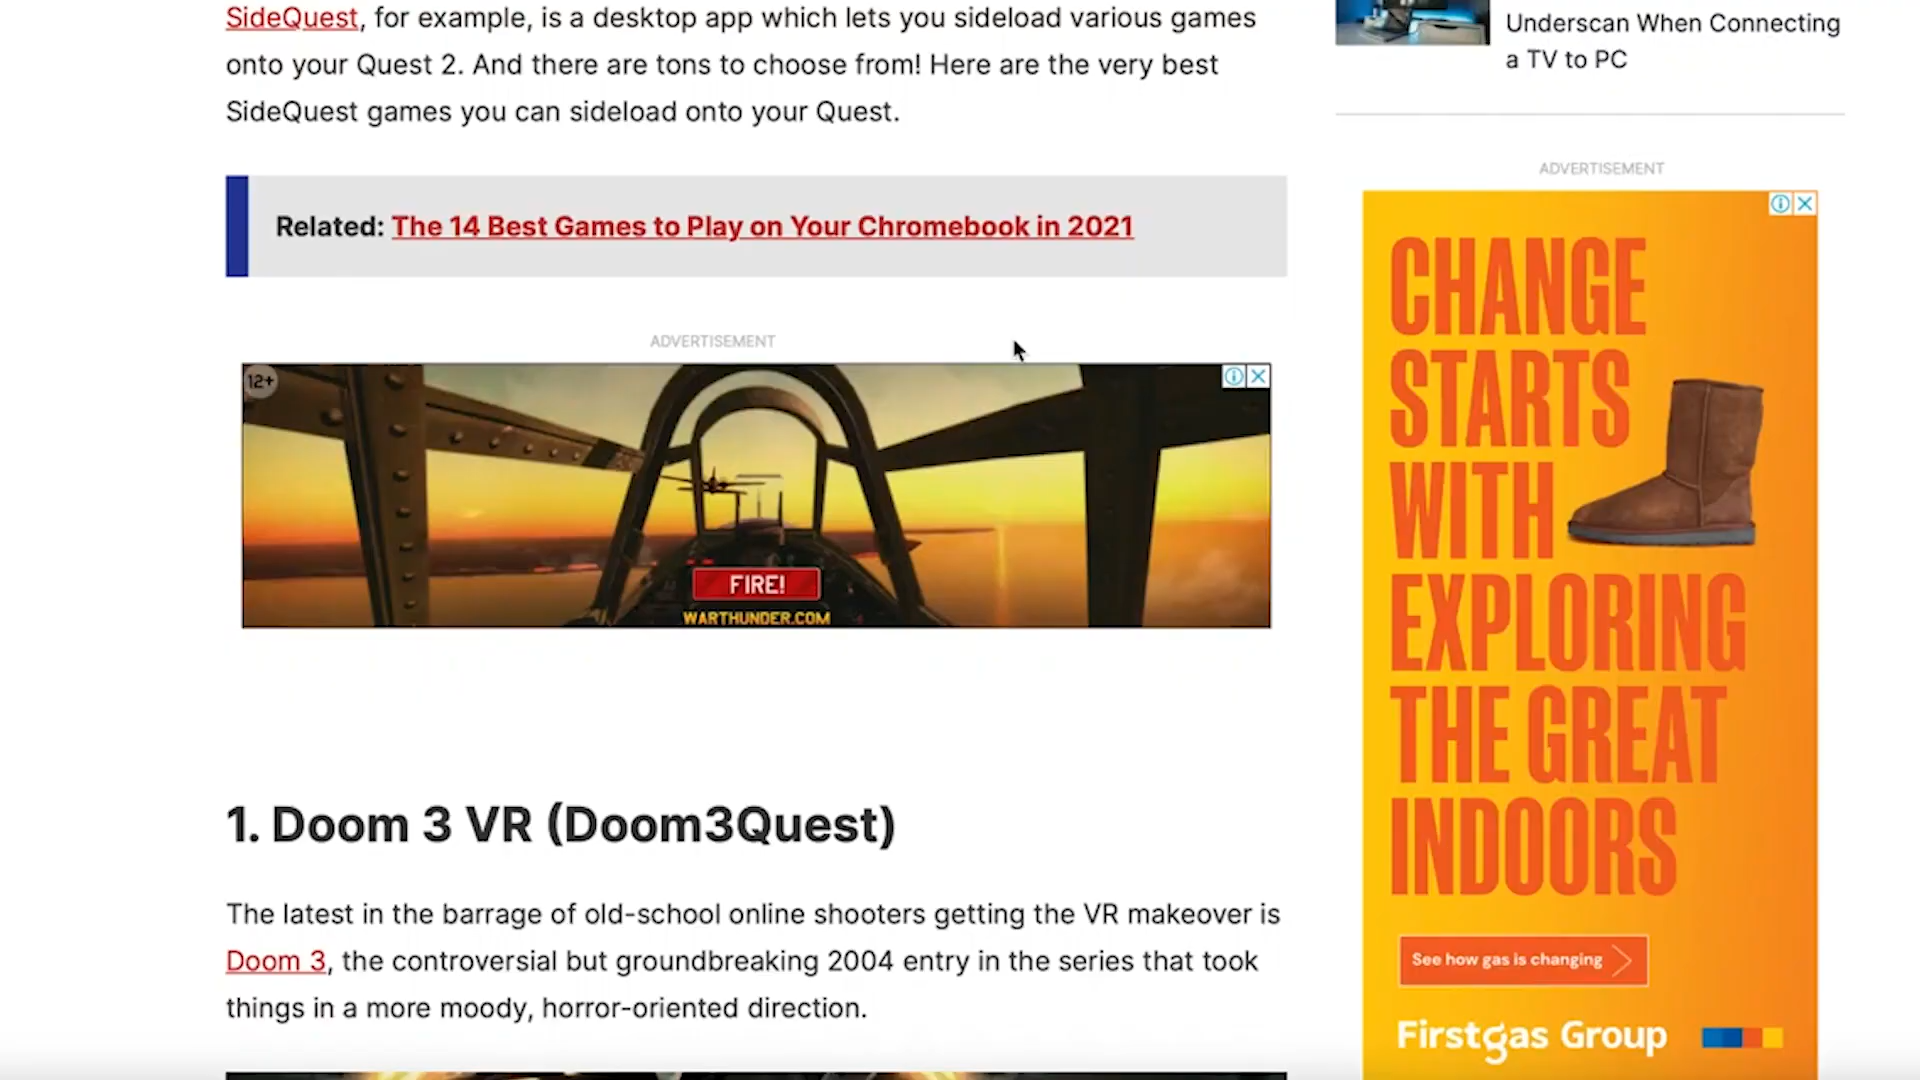 SideQuest, for example, is a desktop app which lets you sideload various games
onto your Quest 2. And there are tons to choose from! Here are the very best
SideQuest games you can sideload onto your Quest.
Related: The 14 Best Games to Play on Your Chromebook in 2021
ADVERTISEMENT
12+
FIRE!
WARTHUNDER.COM
1. Doom 3 VR (Doom3Quest)
The latest in the barrage of old-school online shooters getting the VR makeover is
Doom 3, the controversial but groundbreaking 2004 entry in the series that took
things in a more moody, horror-oriented direction.
Underscan When Connecting
a TV to PC
ADVERTISEMENT
CHANGE
STARTS
WITH
EXPLORING
THE GREAT
INDOORS
See how gas is changing
Firstgas Group